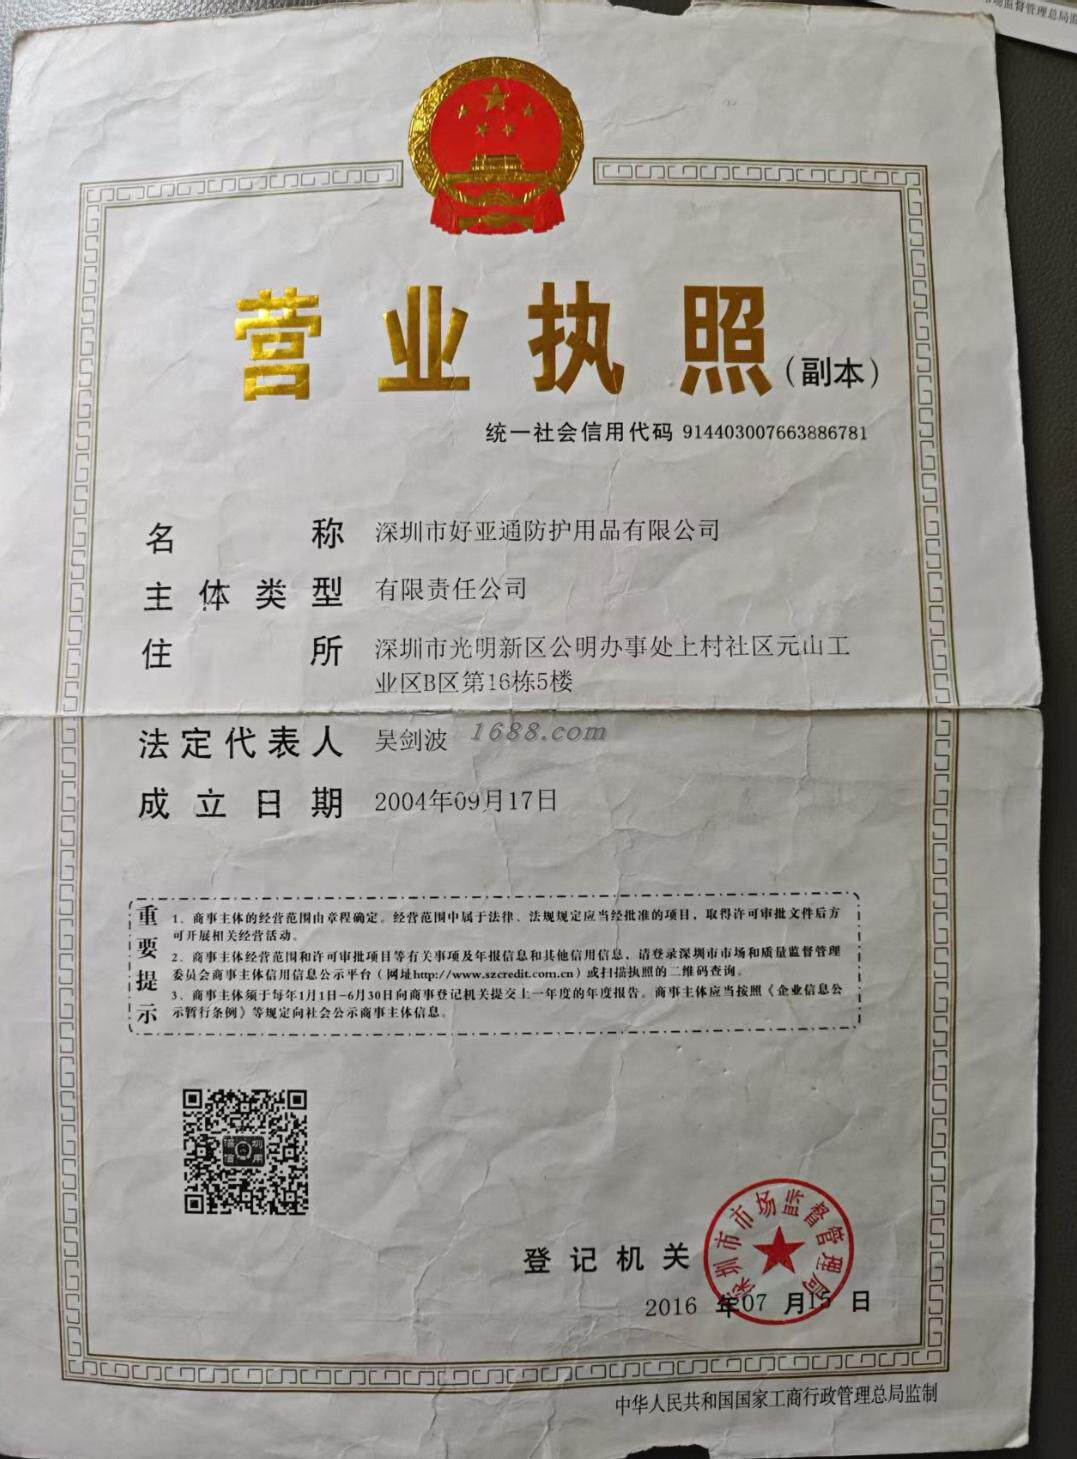 市场监督管理总局监
营业执照(副本)
统一社会信用代码 914403007663886781
名称 深圳市好亚通防护用品有限公司
主体类型 有限责任公司
住所 深圳市光明新区公明办事处上村社区元山工
业区B区第16栋5楼
法定代表人 吴剑波
1688.com
成立日期 2004年09月17日
重要提示
1、商事主体的经营范围由章程确定。经营范围中属于法律、法规规定应当经批准的项目，取得许可审批文件后方
可开展相关经营活动。
2、商事主体经营范围和许可审批项目等有关事项及年报信息和其他信用信息，请登录深圳市市场和质量监督管理
委员会商事主体信用信息公示平台（网址http://www.szcredit.com.cn）或扫描执照的二维码查询。
3、商事主体须于每年1月1日-6月30日向商事登记机关提交上一年度的年度报告。商事主体应当按照《企业信息公
示暂行条例》等规定向社会公示商事主体信息。
深圳信用
登记机关
深圳市市场监督管理局
2016 年07 月15 日
中华人民共和国国家工商行政管理总局监制